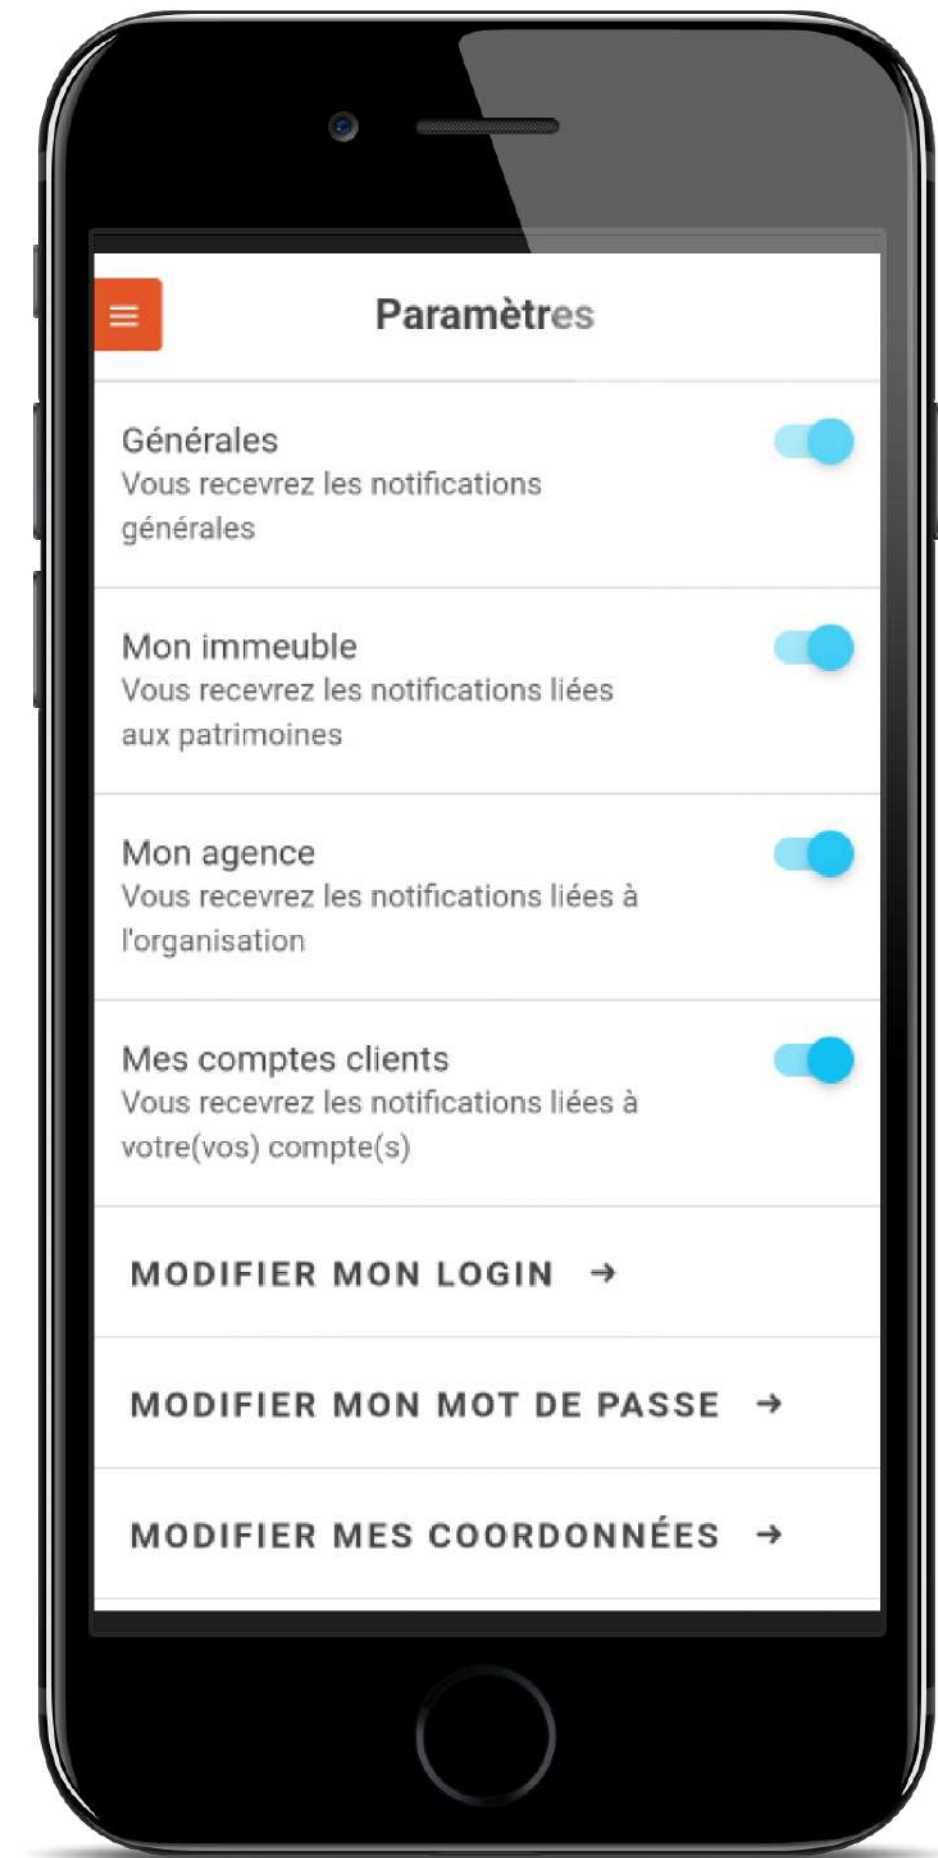 Paramètres
Générales
Vous recevrez les notifications
générales
Mon immeuble
Vous recevrez les notifications liées
aux patrimoines
Mon agence
Vous recevrez les notifications liées à
l'organisation
Mes comptes clients
Vous recevrez les notifications liées à
votre(vos) compte(s)
MODIFIER MON LOGIN →
MODIFIER MON MOT DE PASSE →
MODIFIER MES COORDONNÉES →